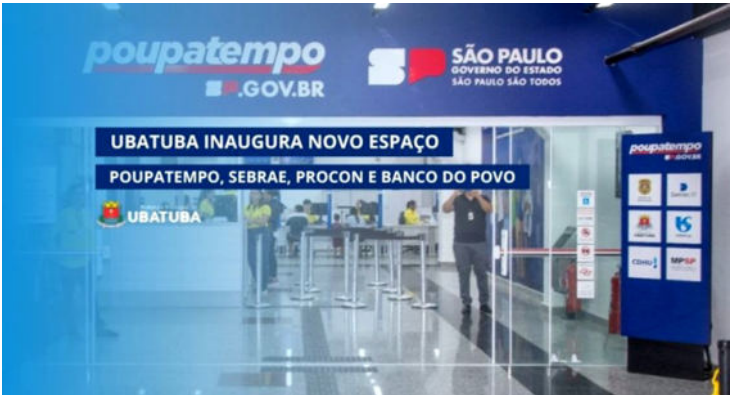 poupatempo
SP.GOV.BR
SÃO PAULO
GOVERNO DO ESTADO
SÃO PAULO SÃO TODOS
UBATUBA INAUGURA NOVO ESPAÇO
POUPATEMPO, SEBRAE, PROCON E BANCO DO POVO
UBATUBA
poupatempo
SP.GOV.BR
UBATUBA
CDHU
MPSP